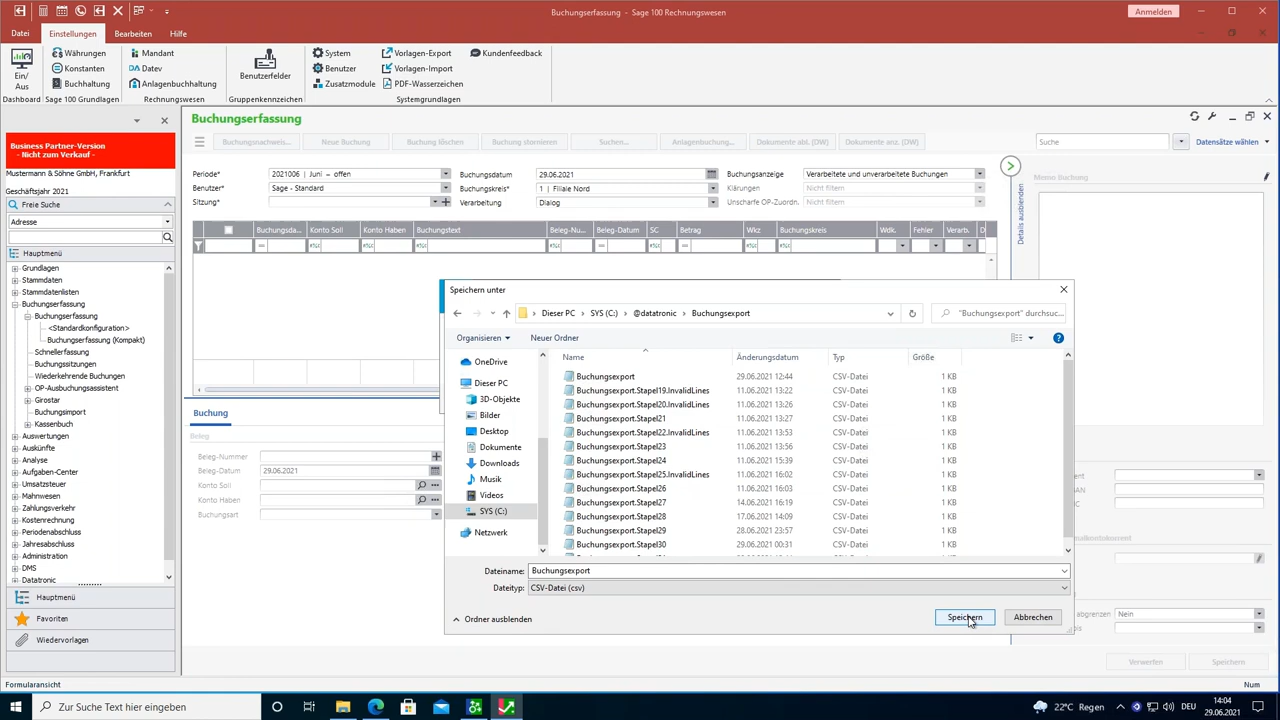 Buchungserfassung - Sage 100 Rechnungswesen
Anmelden
Datei
Einstellungen
Bearbeiten
Hilfe
Ein/
Aus
Währungen
Konstanten
Buchhaltung
Mandant
Datev
Anlagenbuchhaltung
Benutzerfelder
System
Benutzer
Zusatzmodule
Vorlagen-Export
Vorlagen-Import
PDF-Wasserzeichen
Kundenfeedback
Dashboard
Sage 100 Grundlagen
Rechnungswesen
Gruppenkennzeichen
Systemgrundlagen
Business Partner-Version
- Nicht zum Verkauf -
Mustermann & Söhne GmbH, Frankfurt
Geschäftsjahr 2021
Freie Suche
Adresse
Hauptmenü
Grundlagen
Stammdaten
Stammdatenlisten
Buchungserfassung
Buchungserfassung
<Standardkonfiguration>
Buchungserfassung (Kompakt)
Schnellerfassung
Buchungssitzungen
Wiederkehrende Buchungen
OP-Ausbuchungsassistent
Girostar
Buchungsimport
Kassenbuch
Auswertungen
Auskünfte
Analyse
Aufgaben-Center
Umsatzsteuer
Mahnwesen
Zahlungsverkehr
Kostenrechnung
Periodenabschluss
Jahresabschluss
Administration
DMS
Datatronic
Hauptmenü
Favoriten
Wiedervorlagen
Formularansicht
Buchungserfassung
Buchungsnachweis...
Neue Buchung
Buchung löschen
Buchung stornieren
Suchen...
Anlagenbuchung...
Dokumente abl. (DW)
Dokumente anz. (DW)
Suche
Datensätze wählen
Periode* 2021006 | Juni – offen
Benutzer* Sage - Standard
Sitzung*
Buchungsdatum 29.06.2021
Buchungskreis* 1 | Filiale Nord
Verarbeitung Dialog
Buchungsanzeige Verarbeitete und unverarbeitete Buchungen
Klärungen Nicht filtern
Unscharfe OP-Zuordn. Nicht filtern
Details ausblenden
Memo Buchung
Buchungsda... Konto Soll Konto Haben Buchungstext Beleg-Nu... Beleg-Datum SC Betrag Wkz Buchungskreis Wdk. Fehler Verarb. D
Buchung
Beleg
Beleg-Nummer
Beleg-Datum 29.06.2021
Konto Soll
Konto Haben
Buchungsart
Speichern unter
Dieser PC
SYS (C:)
@datatronic
Buchungsexport
"Buchungsexport" durchsuc...
Organisieren
Neuer Ordner
OneDrive
Dieser PC
3D-Objekte
Bilder
Desktop
Dokumente
Downloads
Musik
Videos
SYS (C:)
Netzwerk
Name Änderungsdatum Typ Größe
Buchungsexport 29.06.2021 12:44 CSV-Datei 1 KB
Buchungsexport.Stapel19.InvalidLines 11.06.2021 13:22 CSV-Datei 1 KB
Buchungsexport.Stapel20.InvalidLines 11.06.2021 13:26 CSV-Datei 1 KB
Buchungsexport.Stapel21 11.06.2021 13:27 CSV-Datei 1 KB
Buchungsexport.Stapel22.InvalidLines 11.06.2021 13:53 CSV-Datei 1 KB
Buchungsexport.Stapel23 11.06.2021 13:56 CSV-Datei 1 KB
Buchungsexport.Stapel24 11.06.2021 15:39 CSV-Datei 1 KB
Buchungsexport.Stapel25.InvalidLines 11.06.2021 16:02 CSV-Datei 1 KB
Buchungsexport.Stapel26 11.06.2021 16:03 CSV-Datei 1 KB
Buchungsexport.Stapel27 14.06.2021 16:19 CSV-Datei 1 KB
Buchungsexport.Stapel28 17.06.2021 14:09 CSV-Datei 1 KB
Buchungsexport.Stapel29 28.06.2021 23:57 CSV-Datei 1 KB
Buchungsexport.Stapel30 29.06.2021 00:31 CSV-Datei 1 KB
Dateiname: Buchungsexport
Dateityp: CSV-Datei (csv)
Ordner ausblenden
Speichern
Abbrechen
abgrenzen Nein
Verwerfen
Speichern
Num
Zur Suche Text hier eingeben
22°C Regen
DEU
14:04
29.06.2021